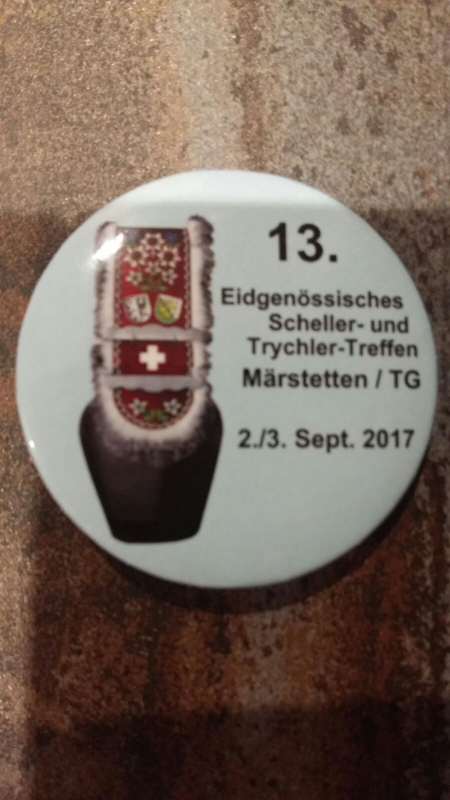 13.
Eidgenössisches
Scheller- und
Trychler-Treffen
Märstetten / TG
2./3. Sept. 2017